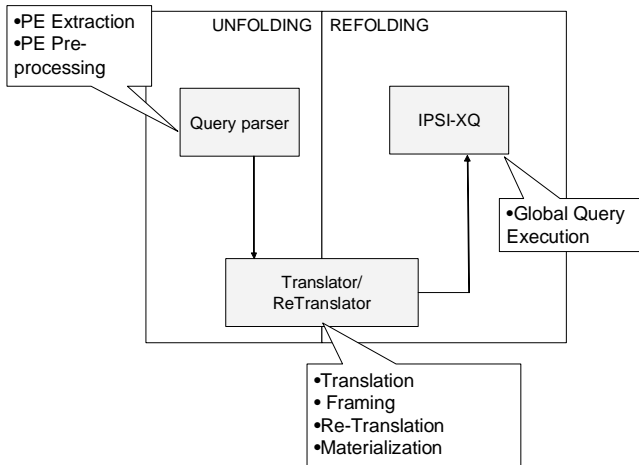 •PE Extraction
•PE Pre-
processing
UNFOLDING
REFOLDING
Query parser
IPSI-XQ
•Global Query
Execution
Translator/
ReTranslator
•Translation
• Framing
•Re-Translation
•Materialization